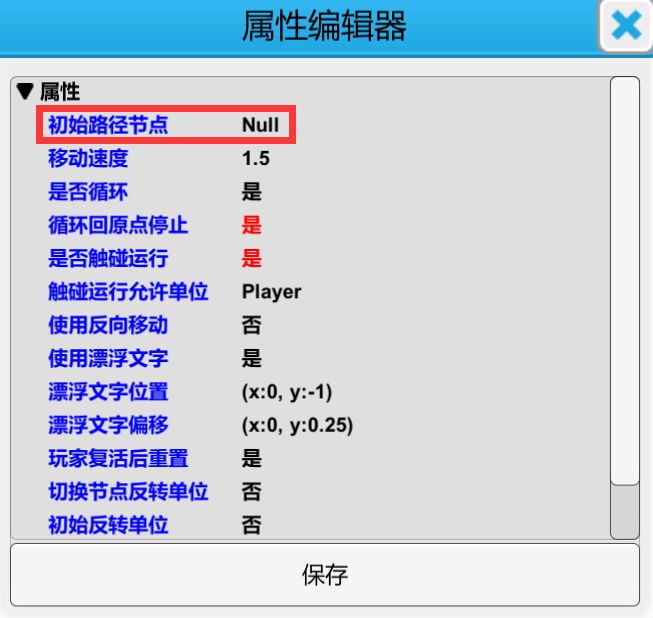 属性编辑器
▼ 属性
初始路径节点 Null
移动速度 1.5
是否循环 是
循环回原点停止 是
是否触碰运行 是
触碰运行允许单位 Player
使用反向移动 否
使用漂浮文字 是
漂浮文字位置 (x:0, y:-1)
漂浮文字偏移 (x:0, y:0.25)
玩家复活后重置 是
切换节点反转单位 否
初始反转单位 否
保存